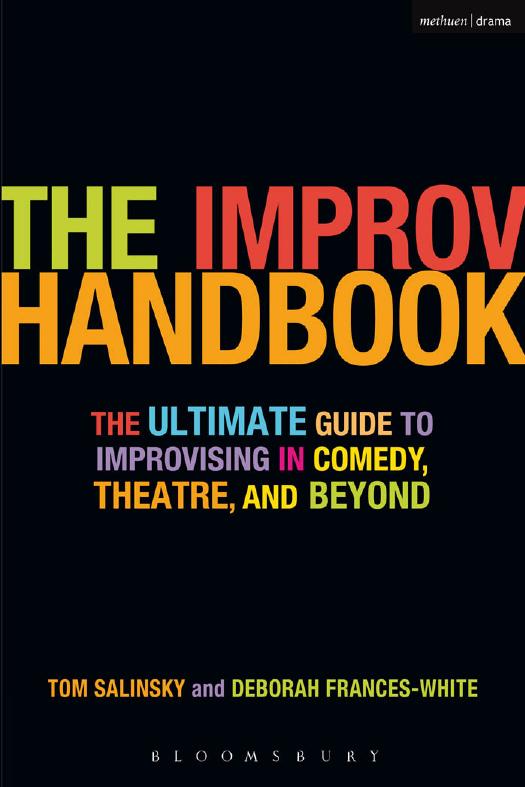 methuen | drama
THE IMPROV
HANDBOOK
THE ULTIMATE GUIDE TO
IMPROVISING IN COMEDY,
THEATRE, AND BEYOND
TOM SALINSKY and DEBORAH FRANCES-WHITE
BLOOMSBURY